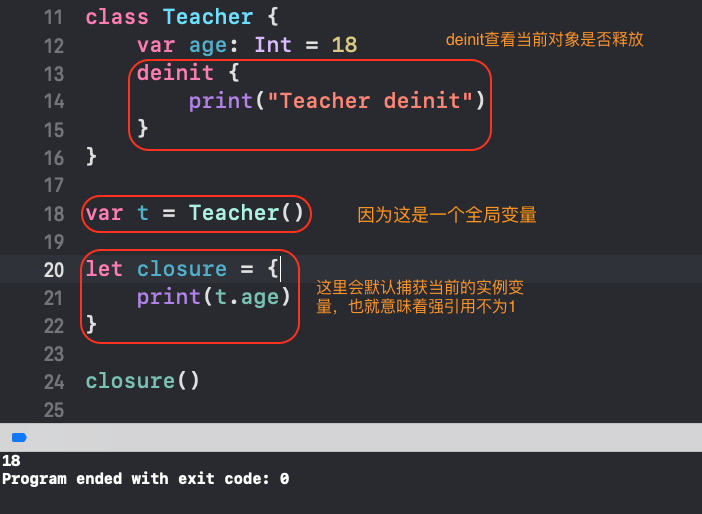 11 class Teacher {
12     var age: Int = 18
deinit查看当前对象是否释放
13     deinit {
14         print("Teacher deinit")
15     }
16 }
17
18 var t = Teacher()
因为这是一个全局变量
19
20 let closure = {
21     print(t.age)
这里会默认捕获当前的实例变
量，也就意味着强引用不为1
22 }
23
24 closure()
25
18
Program ended with exit code: 0